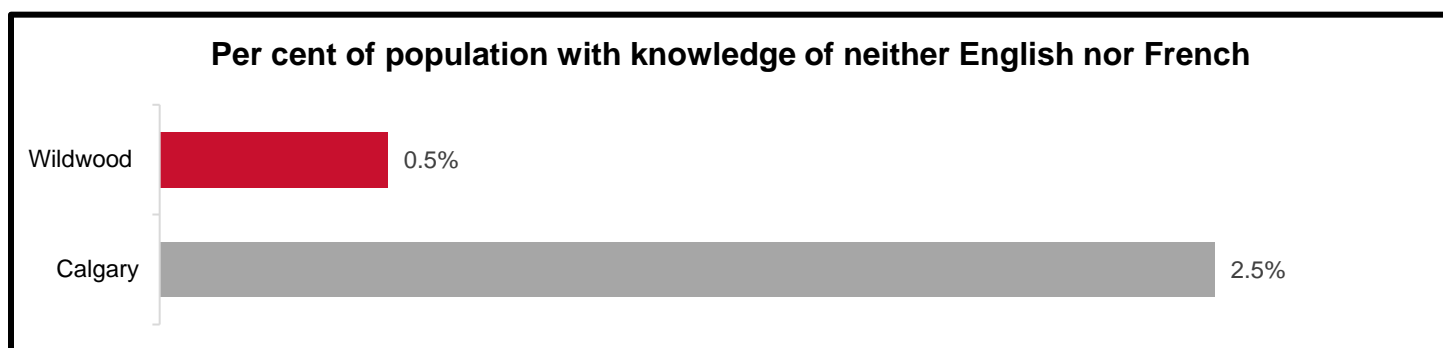 Per cent of population with knowledge of neither English nor French
Wildwood 0.5%
Calgary 2.5%